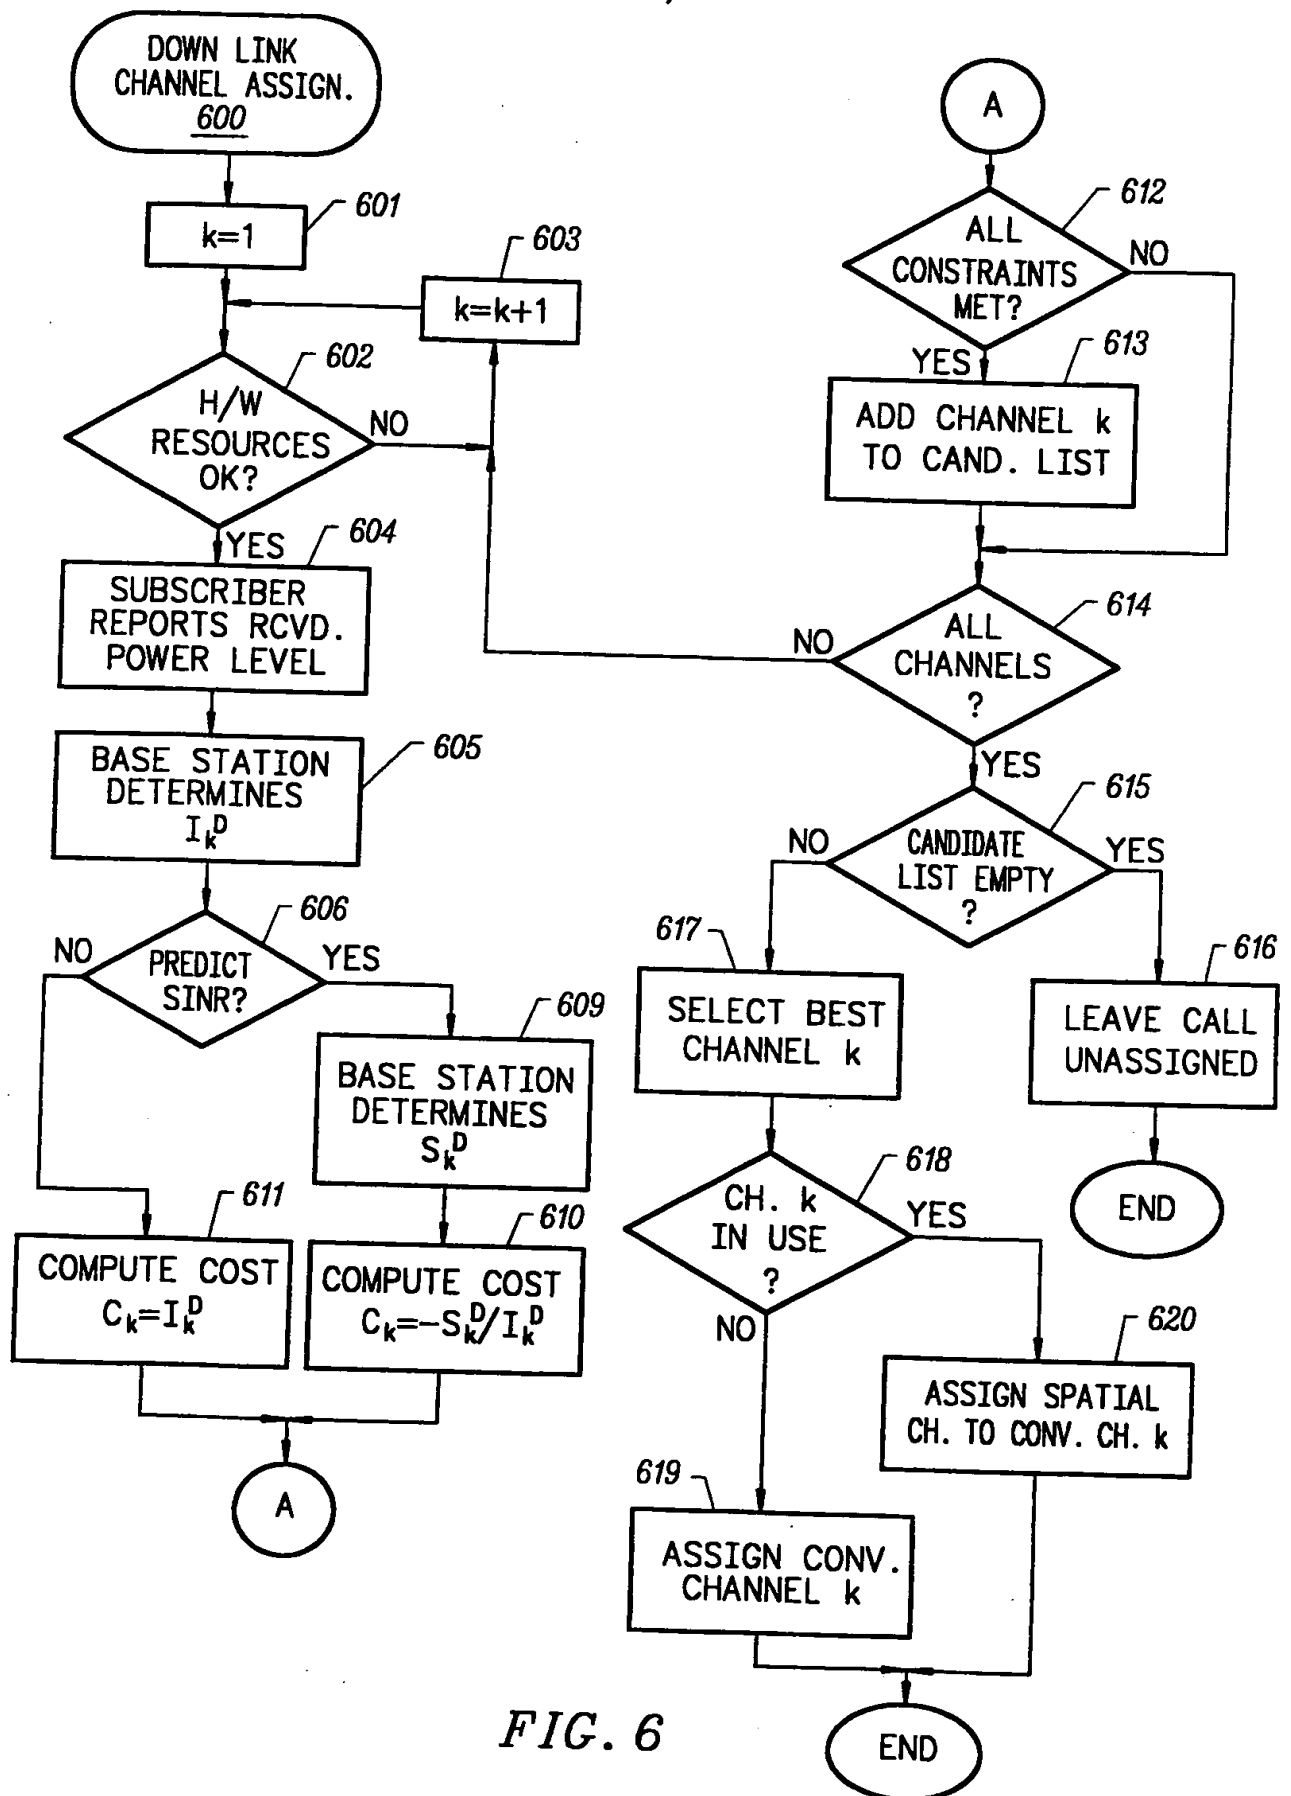 DOWN LINK
CHANNEL ASSIGN.
600
601
k=1
603
k=k+1
602
H/W
RESOURCES
OK?
NO
YES
604
SUBSCRIBER
REPORTS RCVD.
POWER LEVEL
605
BASE STATION
DETERMINES
I_k^D
606
PREDICT
SINR?
NO
YES
609
BASE STATION
DETERMINES
S_k^D
611
COMPUTE COST
C_k=I_k^D
610
COMPUTE COST
C_k=-S_k^D/I_k^D
A
A
612
ALL
CONSTRAINTS
MET?
NO
YES
613
ADD CHANNEL k
TO CAND. LIST
614
ALL
CHANNELS
?
NO
YES
615
CANDIDATE
LIST EMPTY
?
NO
YES
617
SELECT BEST
CHANNEL k
616
LEAVE CALL
UNASSIGNED
END
618
CH. k
IN USE
?
YES
NO
620
ASSIGN SPATIAL
CH. TO CONV. CH. k
619
ASSIGN CONV.
CHANNEL k
END
FIG. 6